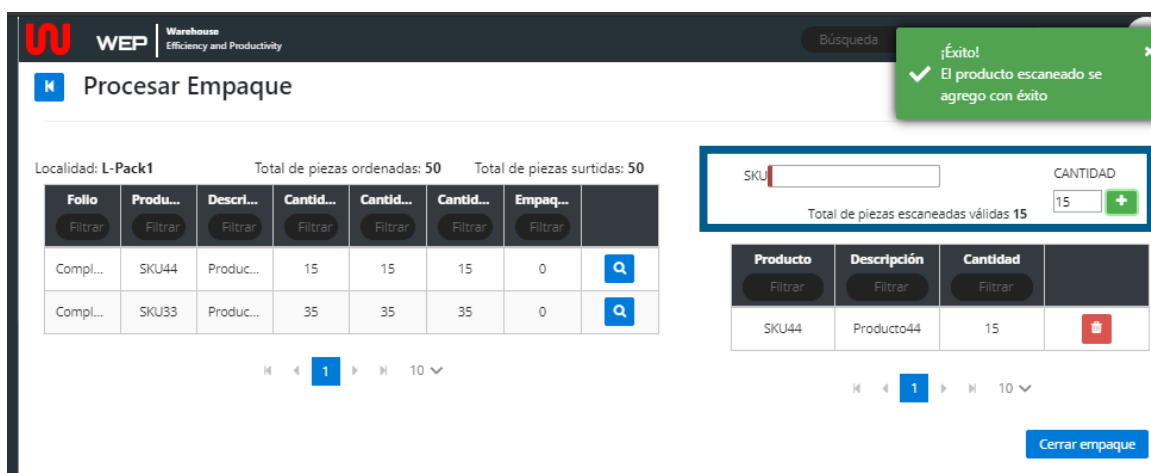 WEP
Warehouse
Efficiency and Productivity
Búsqueda
¡Éxito!
El producto escaneado se
agrego con éxito
Procesar Empaque
Localidad: L-Pack1 Total de piezas ordenadas: 50 Total de piezas surtidas: 50
Folio Produ... Descri... Cantid... Cantid... Cantid... Empaq...
Filtrar Filtrar Filtrar Filtrar Filtrar Filtrar Filtrar
Compl... SKU44 Produc... 15 15 15 0
Compl... SKU33 Produc... 35 35 35 0
1 10
SKU CANTIDAD
15 +
Total de piezas escaneadas válidas 15
Producto Descripción Cantidad
Filtrar Filtrar Filtrar
SKU44 Producto44 15
1 10
Cerrar empaque